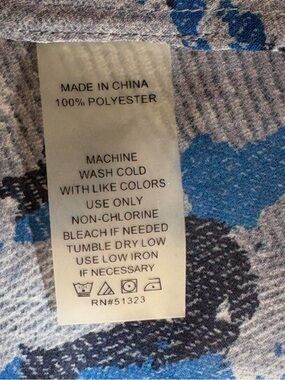 MADE IN CHINA
100% POLYESTER
MACHINE
WASH COLD
WITH LIKE COLORS
USE ONLY
NON-CHLORINE
BLEACH IF NEEDED
TUMBLE DRY LOW
USE LOW IRON
IF NECESSARY
RN#51323